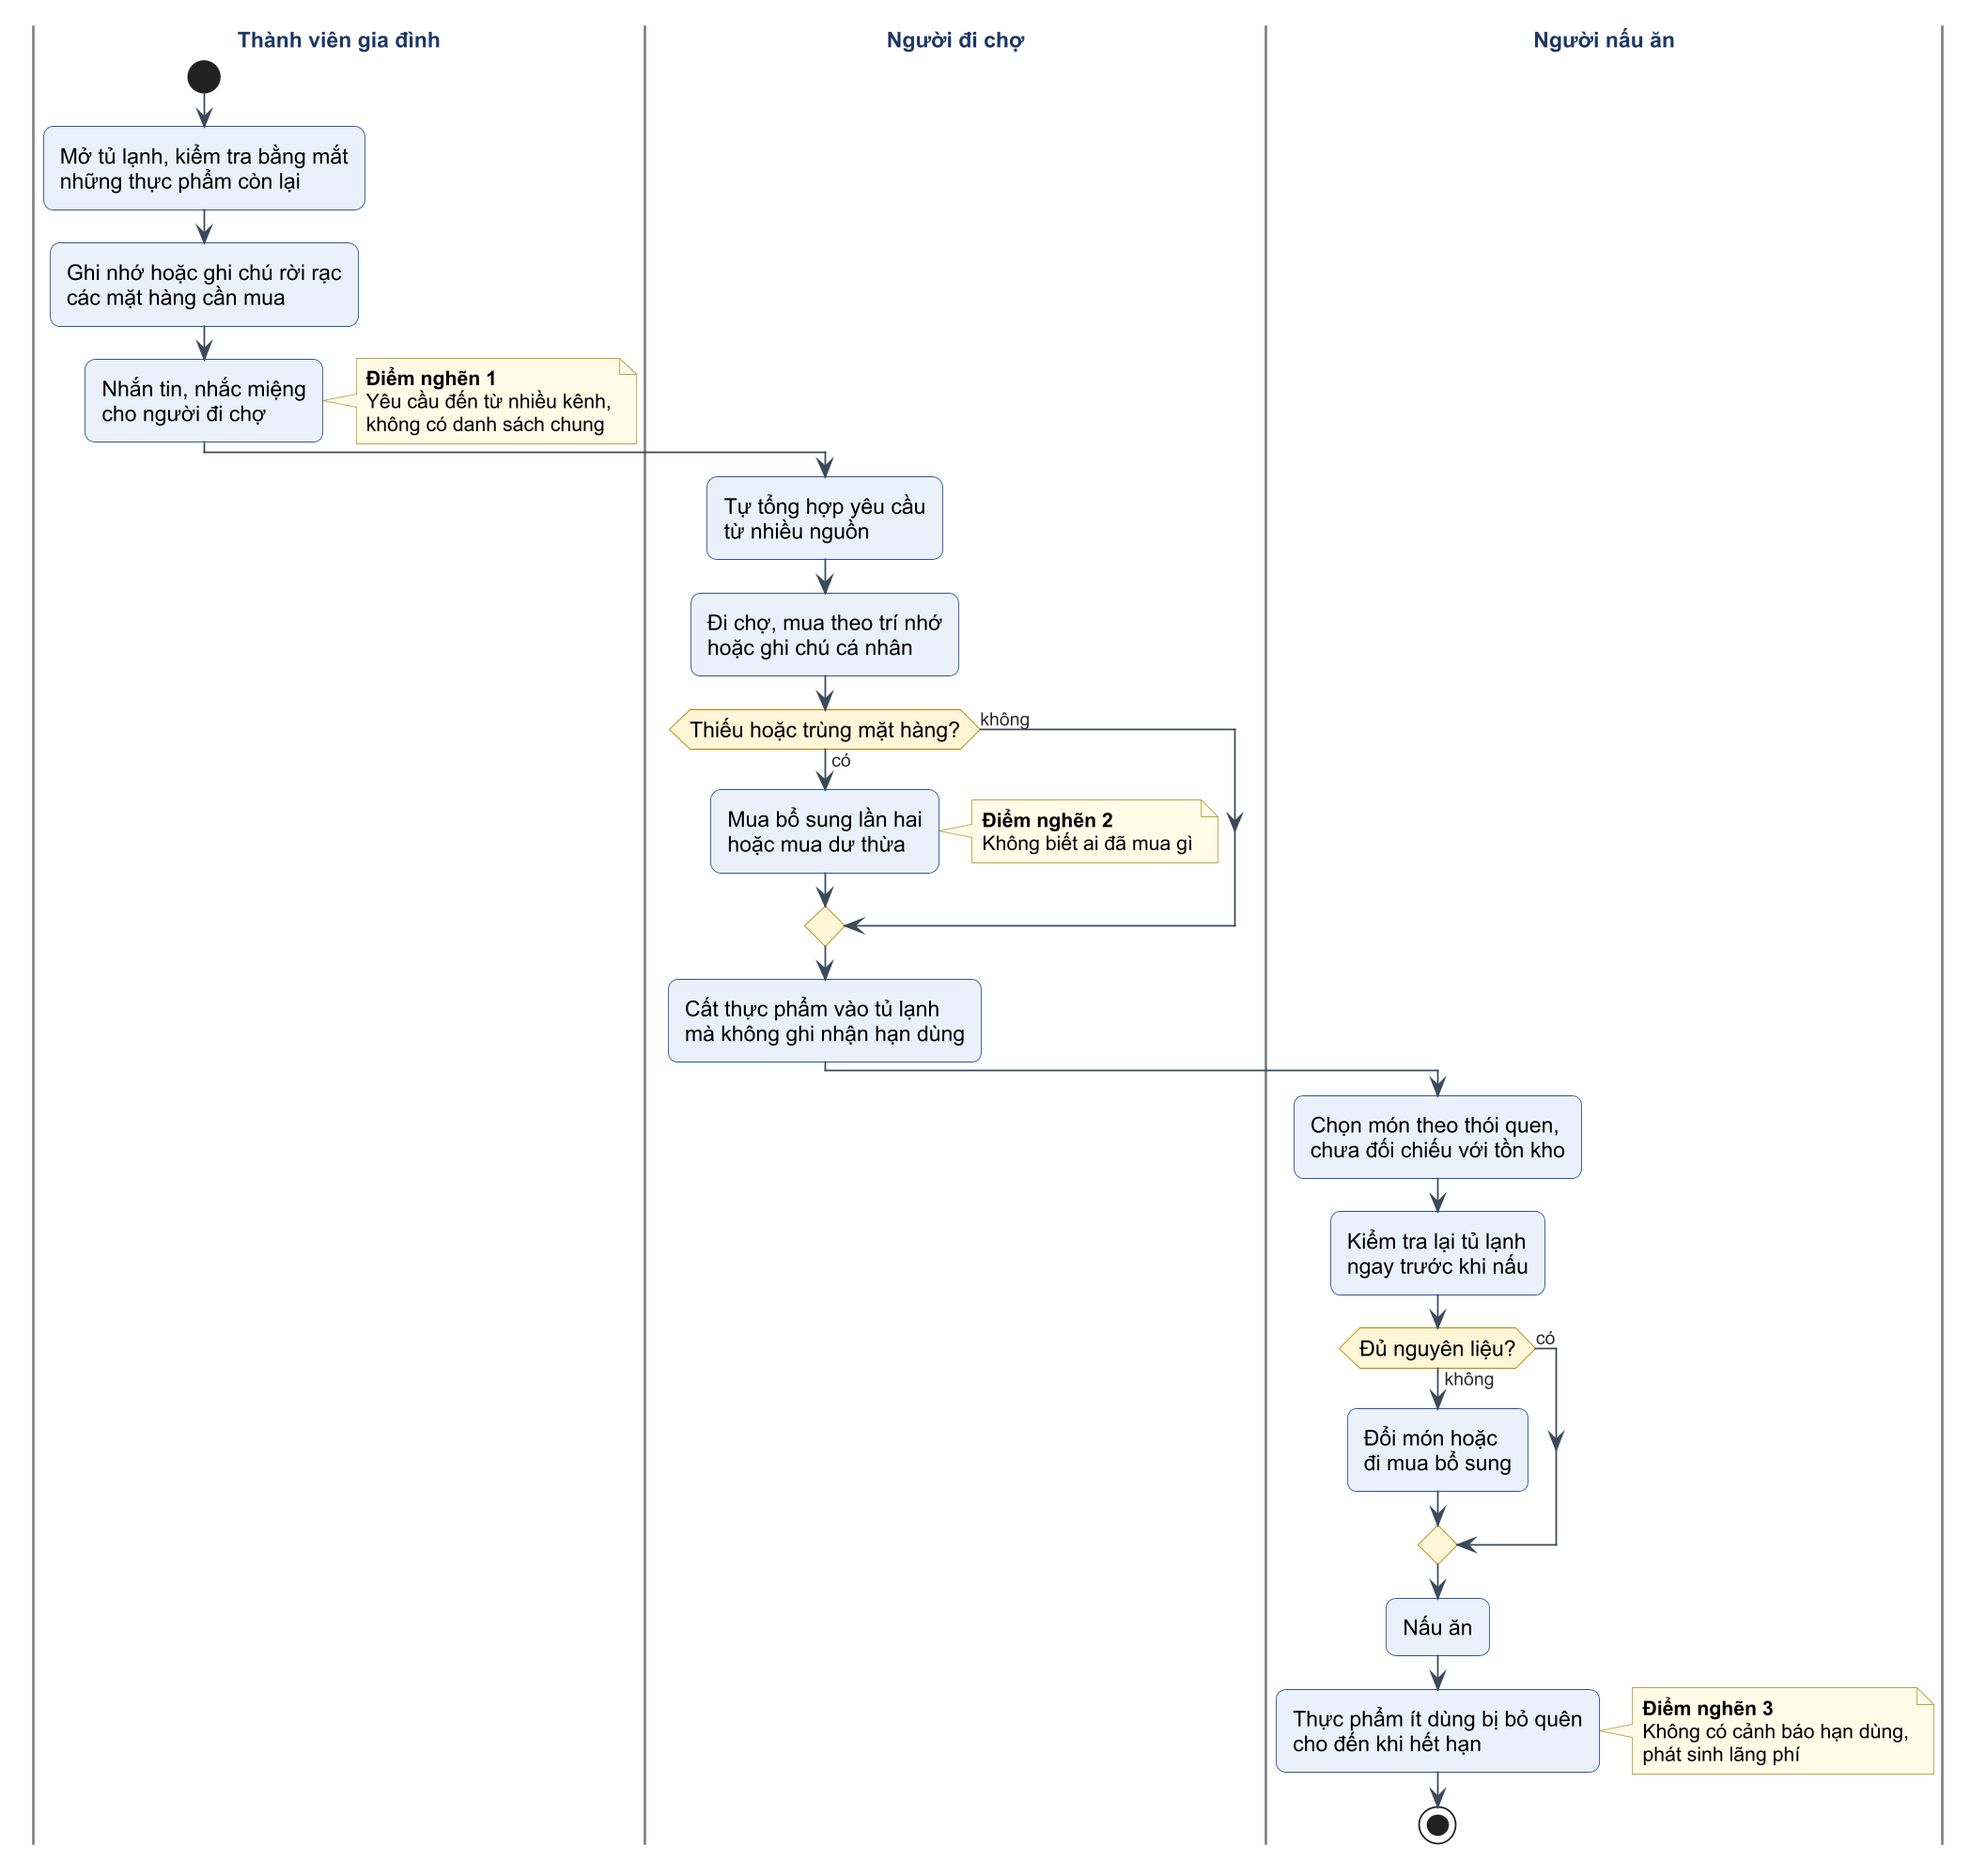 Thành viên gia đình
Người đi chợ
Người nấu ăn
Mở tủ lạnh, kiểm tra bằng mắt
những thực phẩm còn lại
Ghi nhớ hoặc ghi chú rời rạc
các mặt hàng cần mua
Nhắn tin, nhắc miệng
cho người đi chợ
Điểm nghẽn 1
Yêu cầu đến từ nhiều kênh,
không có danh sách chung
Tự tổng hợp yêu cầu
từ nhiều nguồn
Đi chợ, mua theo trí nhớ
hoặc ghi chú cá nhân
Thiếu hoặc trùng mặt hàng?
không
có
Mua bổ sung lần hai
hoặc mua dư thừa
Điểm nghẽn 2
Không biết ai đã mua gì
Cất thực phẩm vào tủ lạnh
mà không ghi nhận hạn dùng
Chọn món theo thói quen,
chưa đối chiếu với tồn kho
Kiểm tra lại tủ lạnh
ngay trước khi nấu
Đủ nguyên liệu?
có
không
Đổi món hoặc
đi mua bổ sung
Nấu ăn
Thực phẩm ít dùng bị bỏ quên
cho đến khi hết hạn
Điểm nghẽn 3
Không có cảnh báo hạn dùng,
phát sinh lãng phí